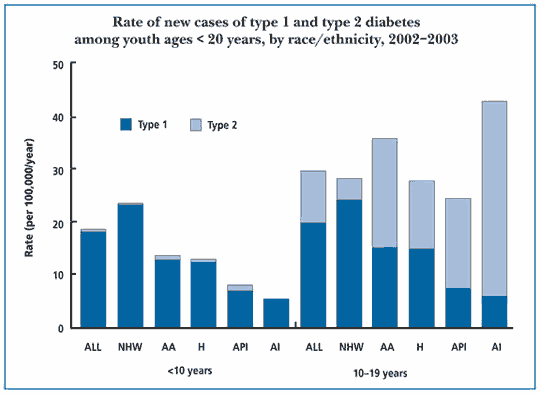 Rate of new cases of type 1 and type 2 diabetes
among youth ages < 20 years, by race/ethnicity, 2002–2003
50
40
30
20
10
0
Rate (per 100,000/year)
Type 1
Type 2
ALL NHW AA H API AI ALL NHW AA H API AI
<10 years 10–19 years